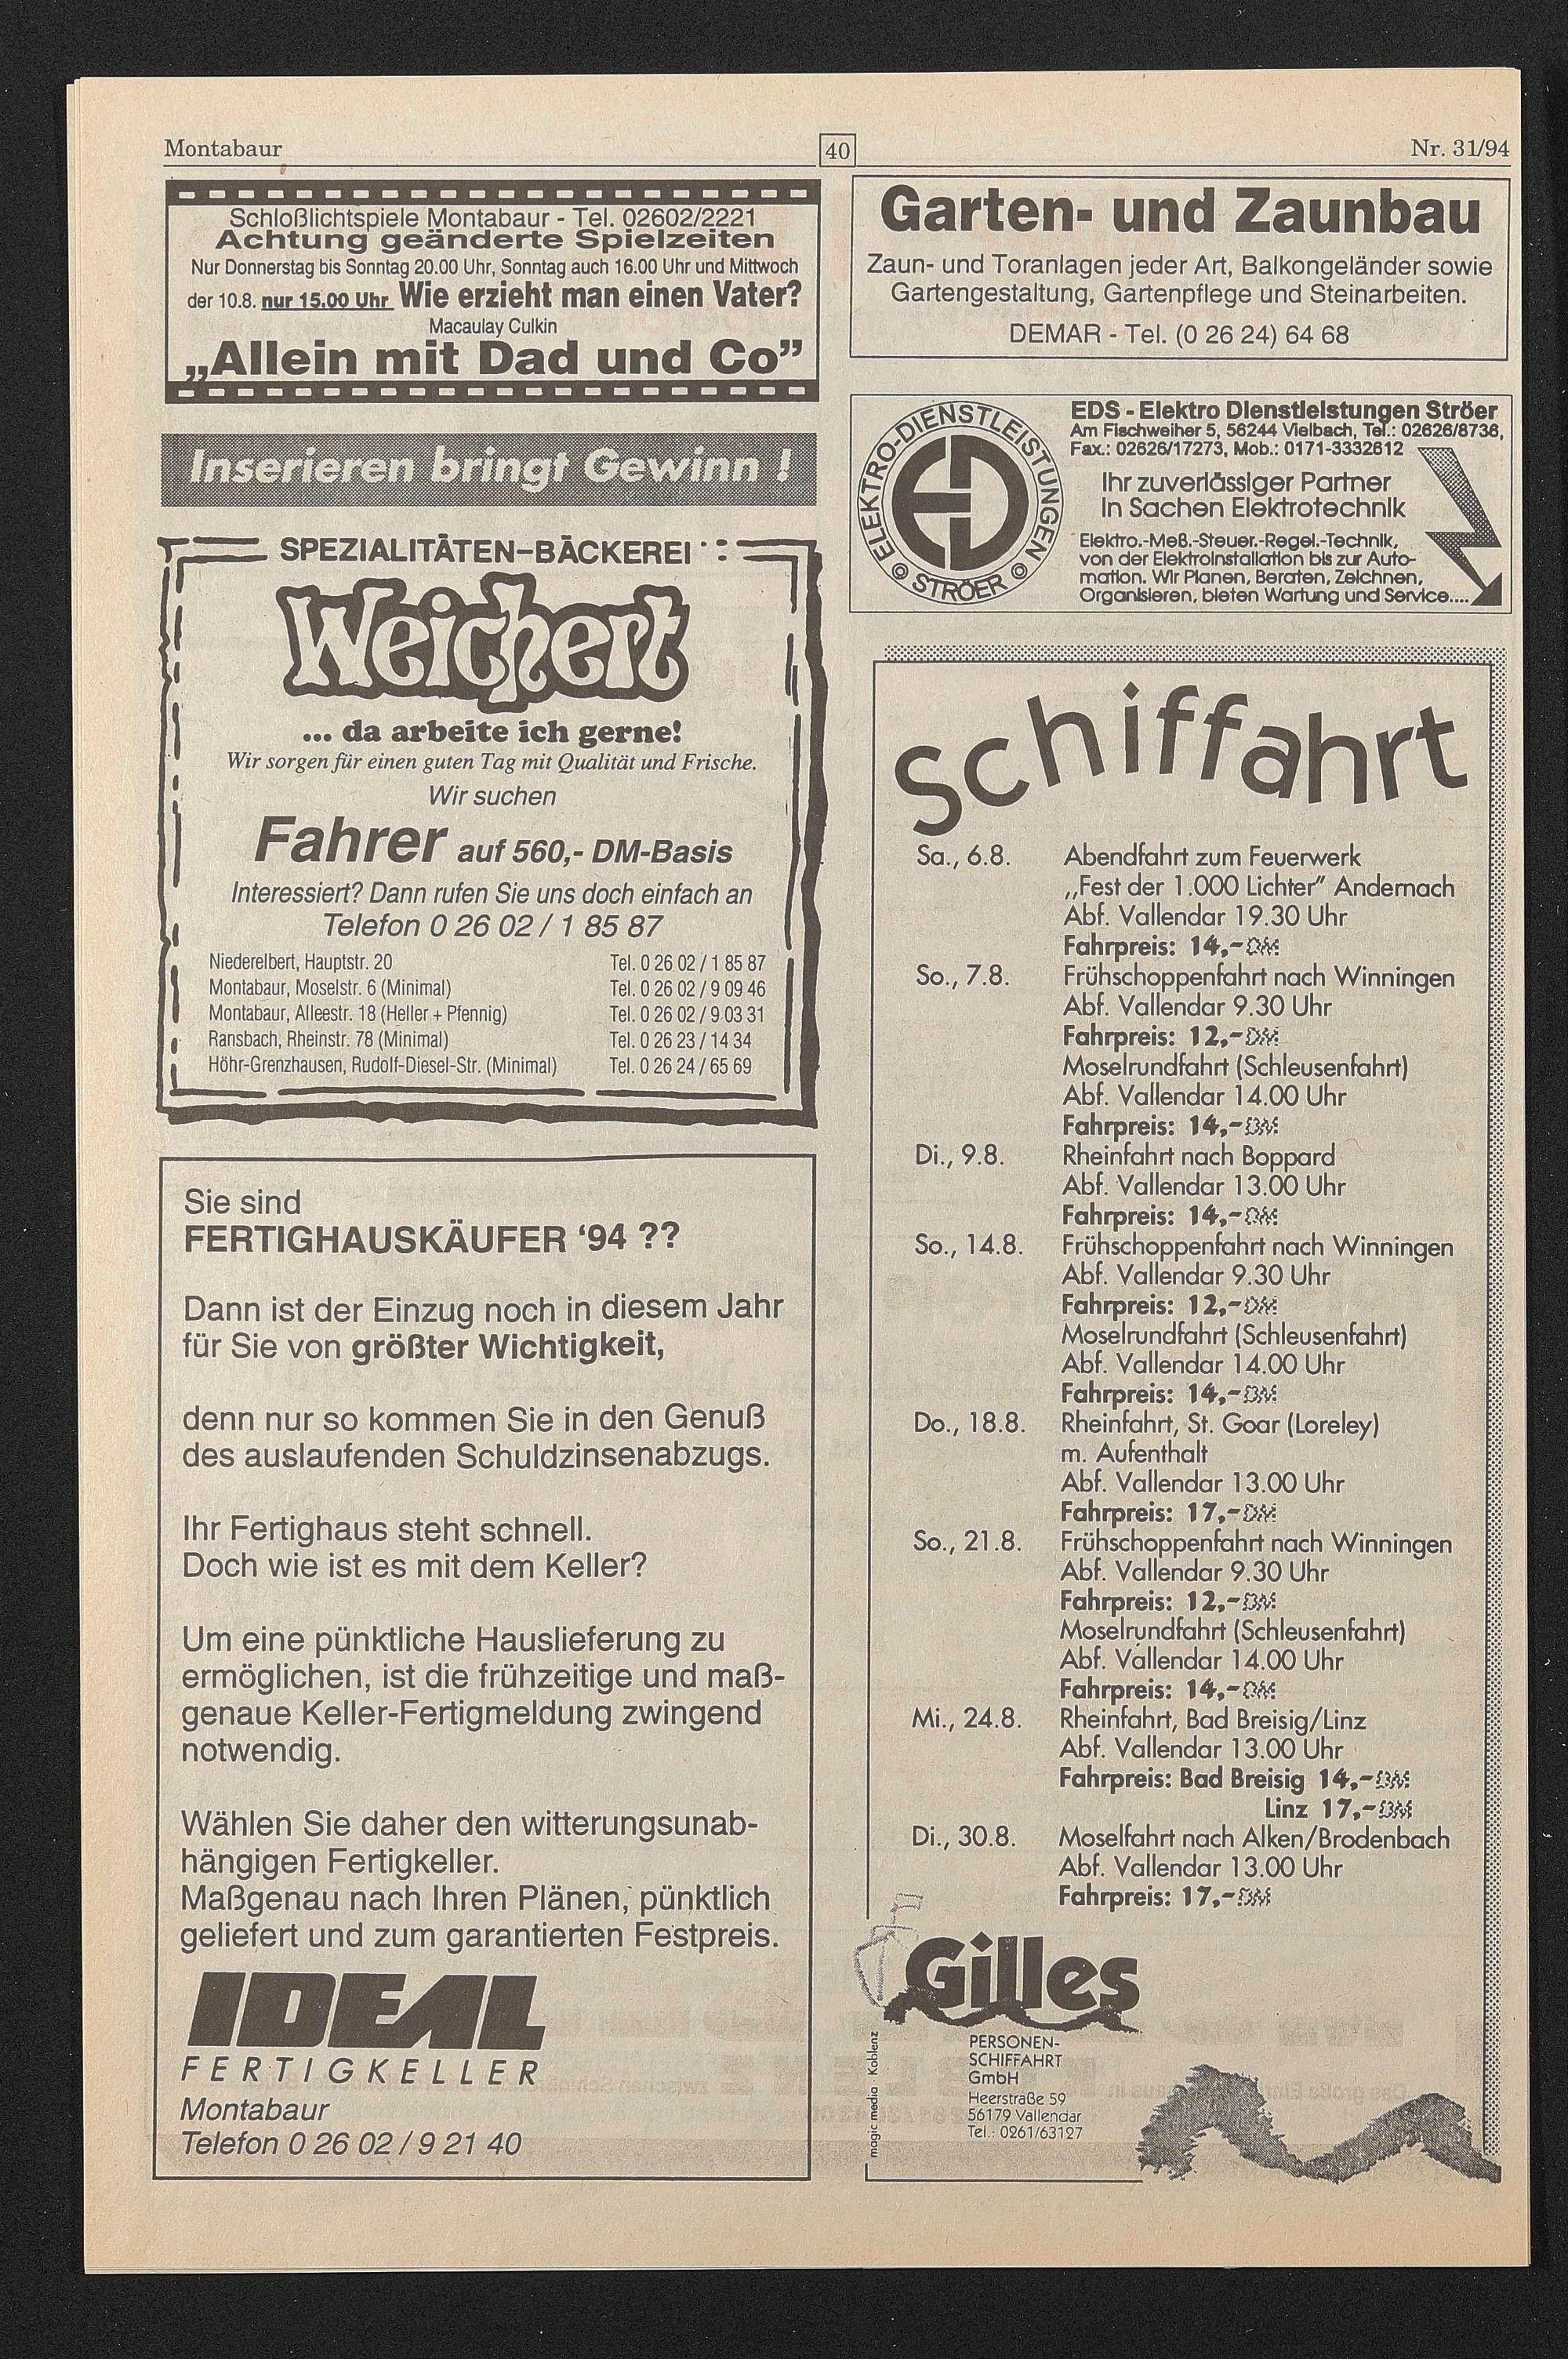 Montabaur
40
Nr. 31/94
Schloßlichtspiele Montabaur - Tel. 02602/2221
Achtung geänderte Spielzeiten
Nur Donnerstag bis Sonntag 20.00 Uhr, Sonntag auch 16.00 Uhr und Mittwoch
der 10.8. nur 15.00 Uhr Wie erzieht man einen Vater?
Macaulay Culkin
„Allein mit Dad und Co”
Inserieren bringt Gewinn !
SPEZIALITÄTEN-BÄCKEREI
Weichert
... da arbeite ich gerne!
Wir sorgen für einen guten Tag mit Qualität und Frische.
Wir suchen
Fahrer auf 560,- DM-Basis
Interessiert? Dann rufen Sie uns doch einfach an
Telefon 0 26 02 / 1 85 87
Niederelbert, Hauptstr. 20 Tel. 0 26 02 / 1 85 87
Montabaur, Moselstr. 6 (Minimal) Tel. 0 26 02 / 9 09 46
Montabaur, Alleestr. 18 (Heller + Pfennig) Tel. 0 26 02 / 9 03 31
Ransbach, Rheinstr. 78 (Minimal) Tel. 0 26 23 / 14 34
Höhr-Grenzhausen, Rudolf-Diesel-Str. (Minimal) Tel. 0 26 24 / 65 69
Sie sind
FERTIGHAUSKÄUFER ‘94 ??
Dann ist der Einzug noch in diesem Jahr
für Sie von größter Wichtigkeit,
denn nur so kommen Sie in den Genuß
des auslaufenden Schuldzinsenabzugs.
Ihr Fertighaus steht schnell.
Doch wie ist es mit dem Keller?
Um eine pünktliche Hauslieferung zu
ermöglichen, ist die frühzeitige und maß-
genaue Keller-Fertigmeldung zwingend
notwendig.
Wählen Sie daher den witterungsunab-
hängigen Fertigkeller.
Maßgenau nach Ihren Plänen, pünktlich
geliefert und zum garantierten Festpreis.
IDEAL
FERTIGKELLER
Montabaur
Telefon 0 26 02 / 9 21 40
Garten- und Zaunbau
Zaun- und Toranlagen jeder Art, Balkongeländer sowie
Gartengestaltung, Gartenpflege und Steinarbeiten.
DEMAR - Tel. (0 26 24) 64 68
ELEKTRO-DIENSTLEISTUNGEN
ED
STRÖER
EDS - Elektro Dienstleistungen Ströer
Am Fischweiher 5, 56244 Vielbach, Tel.: 02626/8736,
Fax.: 02626/17273, Mob.: 0171-3332612
Ihr zuverlässiger Partner
in Sachen Elektrotechnik
Elektro.-Meß.-Steuer.-Regel.-Technik,
von der Elektroinstallation bis zur Auto-
mation. Wir Planen, Beraten, Zeichnen,
Organisieren, bieten Wartung und Service....
Schiffahrt
Sa., 6.8. Abendfahrt zum Feuerwerk
„Fest der 1.000 Lichter” Andernach
Abf. Vallendar 19.30 Uhr
Fahrpreis: 14,- DM
So., 7.8. Frühschoppenfahrt nach Winningen
Abf. Vallendar 9.30 Uhr
Fahrpreis: 12,- DM
Moselrundfahrt (Schleusenfahrt)
Abf. Vallendar 14.00 Uhr
Fahrpreis: 14,- DM
Di., 9.8. Rheinfahrt nach Boppard
Abf. Vallendar 13.00 Uhr
Fahrpreis: 14,- DM
So., 14.8. Frühschoppenfahrt nach Winningen
Abf. Vallendar 9.30 Uhr
Fahrpreis: 12,- DM
Moselrundfahrt (Schleusenfahrt)
Abf. Vallendar 14.00 Uhr
Fahrpreis: 14,- DM
Do., 18.8. Rheinfahrt, St. Goar (Loreley)
m. Aufenthalt
Abf. Vallendar 13.00 Uhr
Fahrpreis: 17,- DM
So., 21.8. Frühschoppenfahrt nach Winningen
Abf. Vallendar 9.30 Uhr
Fahrpreis: 12,- DM
Moselrundfahrt (Schleusenfahrt)
Abf. Vallendar 14.00 Uhr
Fahrpreis: 14,- DM
Mi., 24.8. Rheinfahrt, Bad Breisig/Linz
Abf. Vallendar 13.00 Uhr
Fahrpreis: Bad Breisig 14,- DM
Linz 17,- DM
Di., 30.8. Moselfahrt nach Alken/Brodenbach
Abf. Vallendar 13.00 Uhr
Fahrpreis: 17,- DM
Gilles
PERSONEN-
SCHIFFAHRT
GmbH
Heerstraße 59
56179 Vallendar
Tel.: 0261/63127
magic media · Koblenz